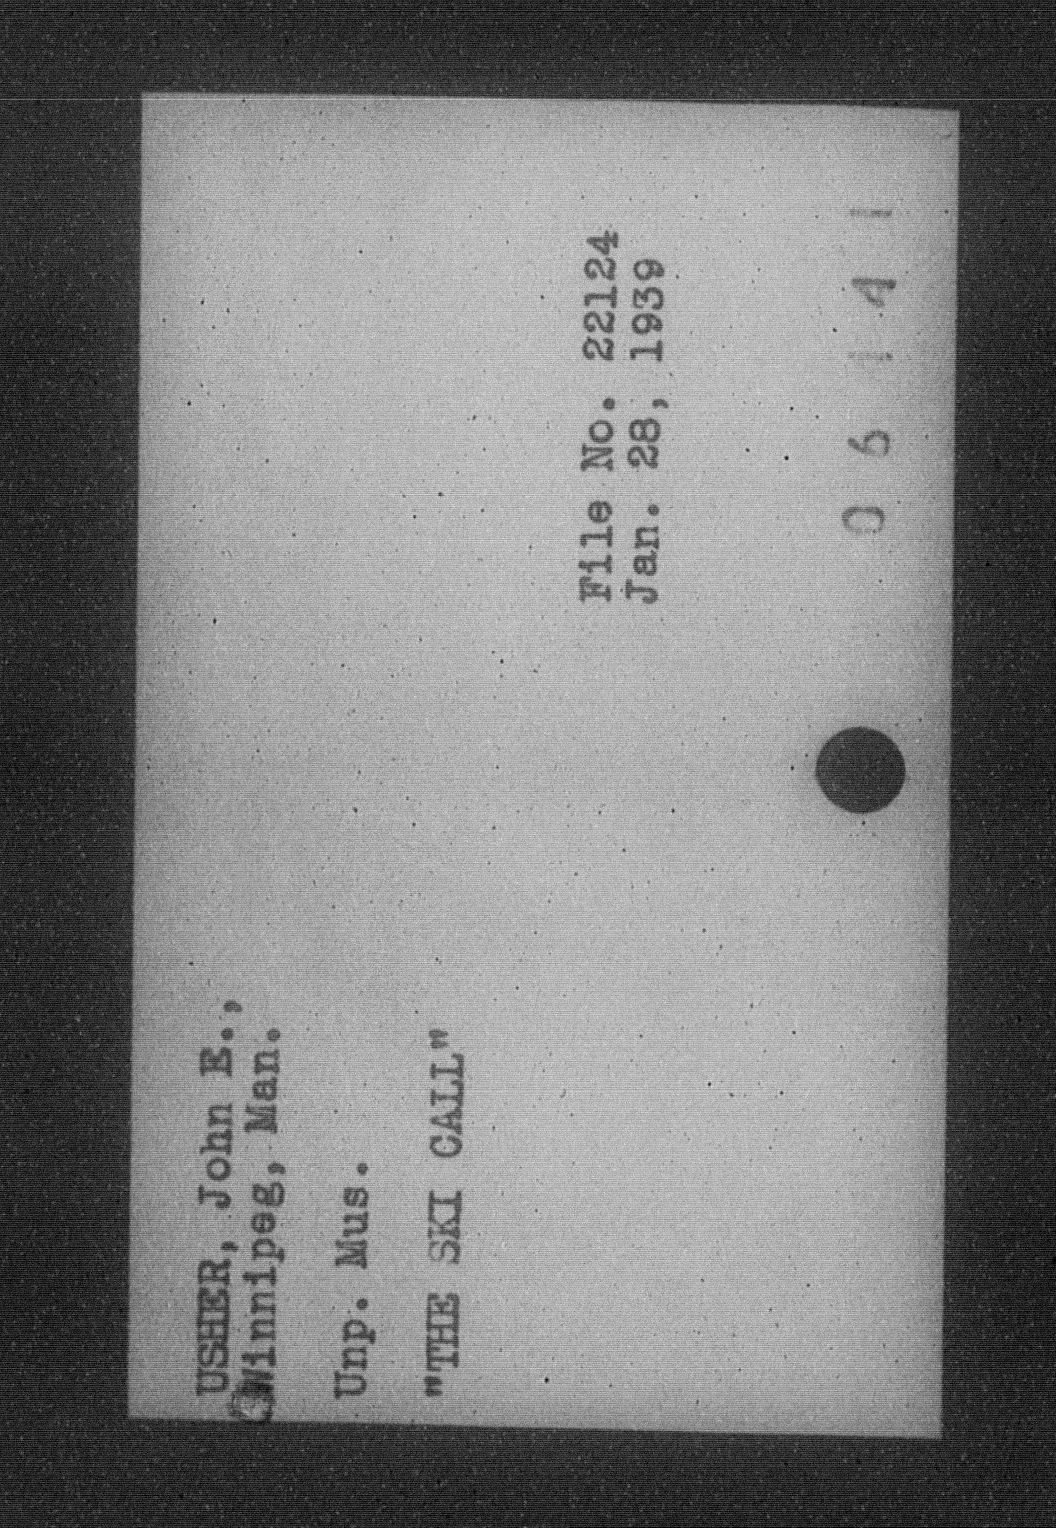 USHER, John E.,
Winnipeg, Man.
Unp. Mus.
"THE SKI CALL"
File No. 22124
Jan. 28, 1939
0 6 1 4 1